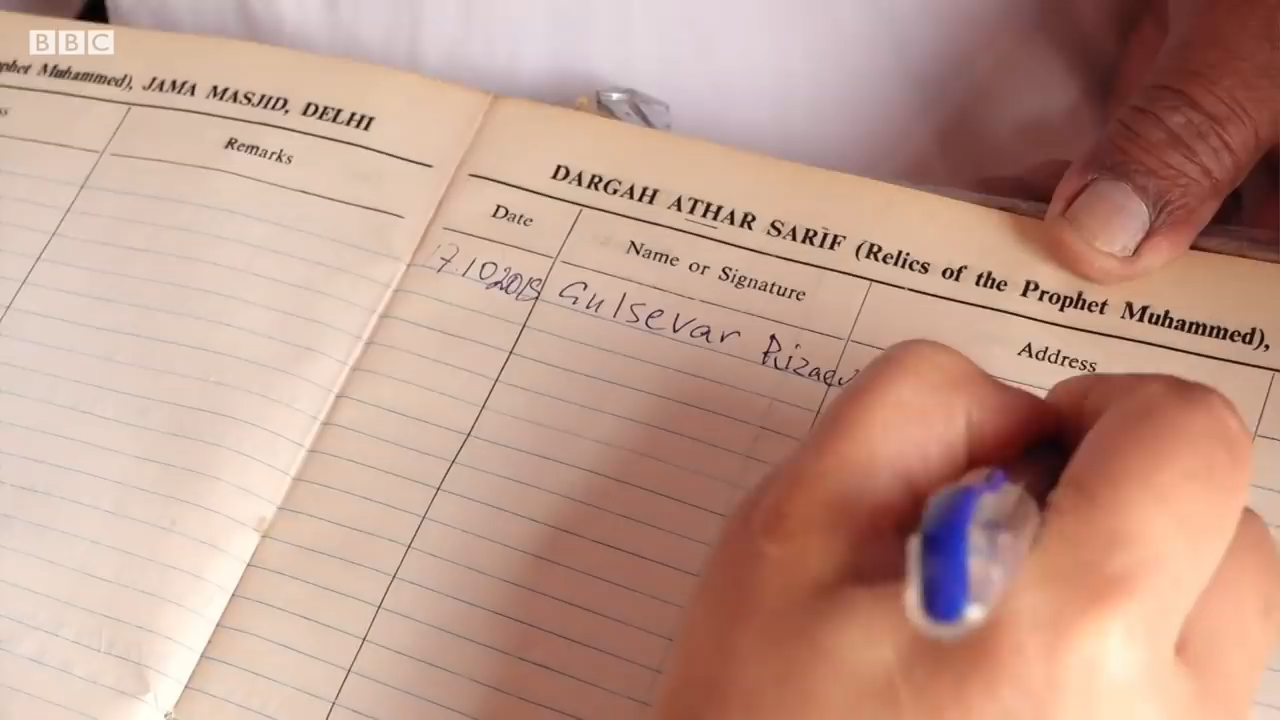 BBC
phet Muhammed), JAMA MASJID, DELHI
Remarks
DARGAH ATHAR SARIF (Relics of the Prophet Muhammed),
Date
Name or Signature
Address
Gulsevar